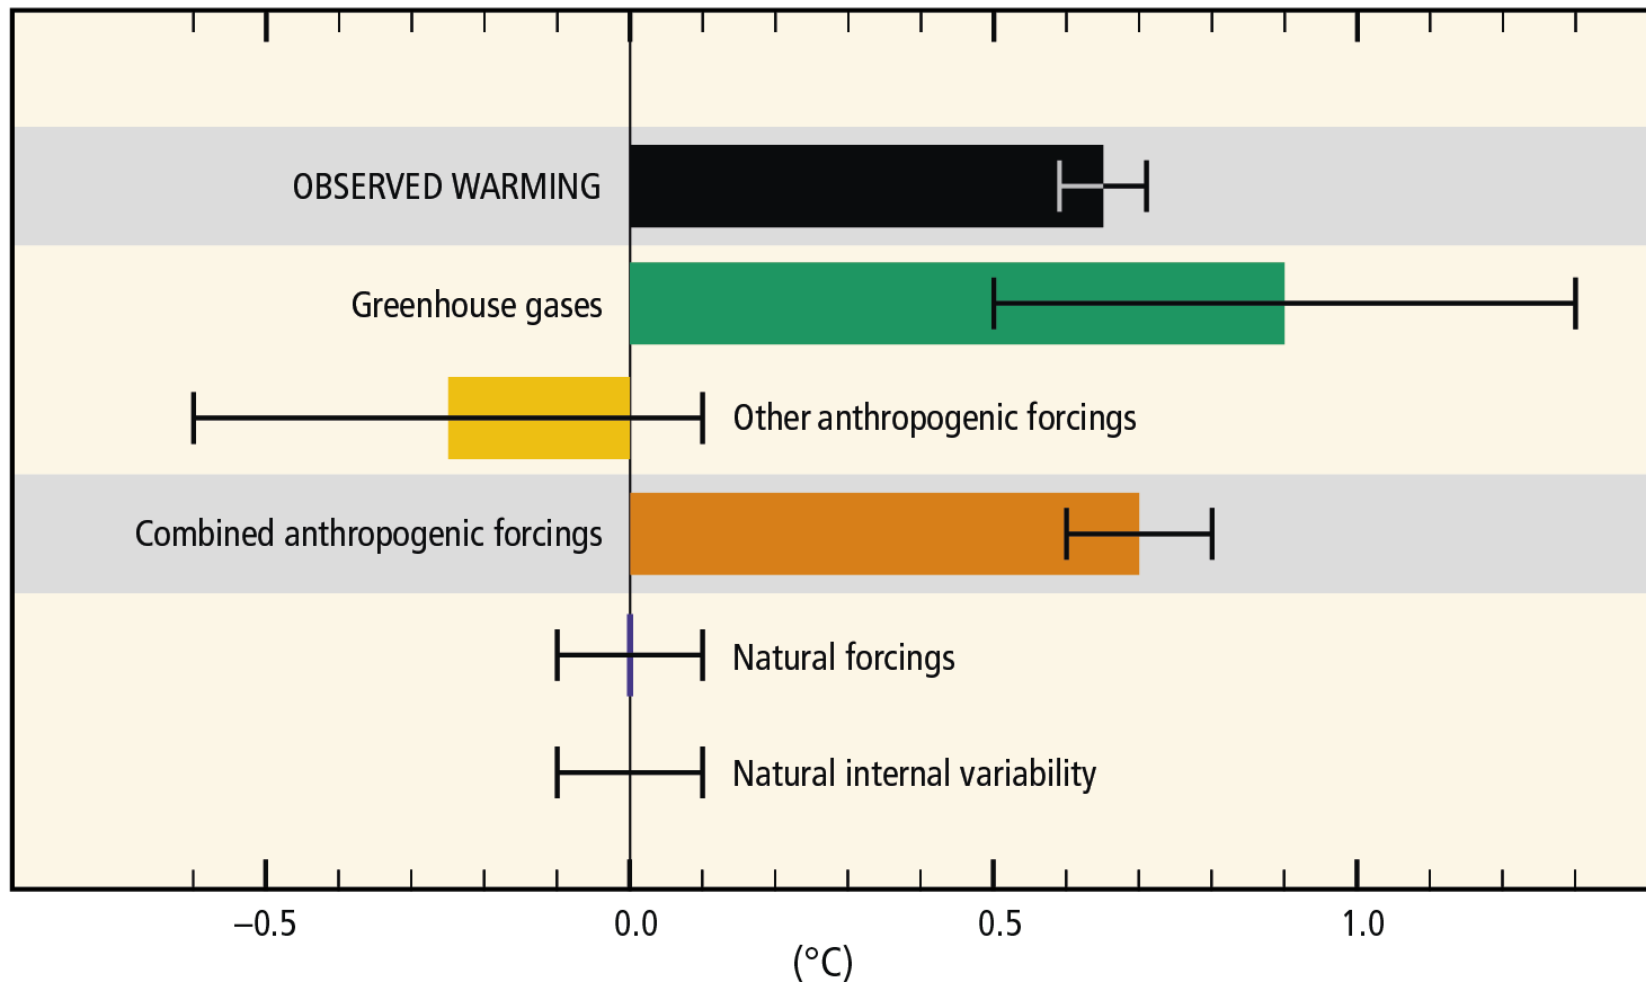 OBSERVED WARMING
Greenhouse gases
Other anthropogenic forcings
Combined anthropogenic forcings
Natural forcings
Natural internal variability
–0.5 0.0 0.5 1.0
(°C)